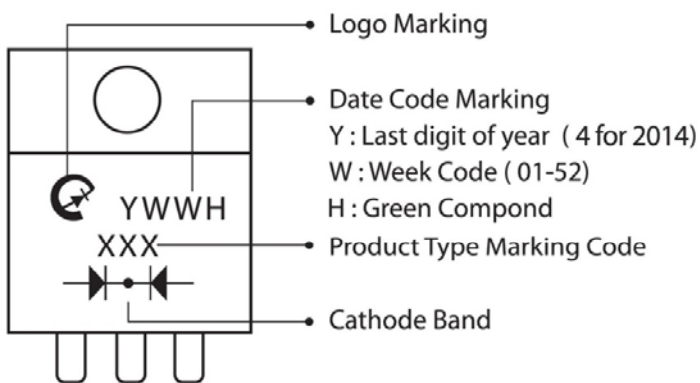 Logo Marking
Date Code Marking
Y : Last digit of year ( 4 for 2014)
W : Week Code ( 01-52)
H : Green Compond
YWWH
XXX
Product Type Marking Code
Cathode Band